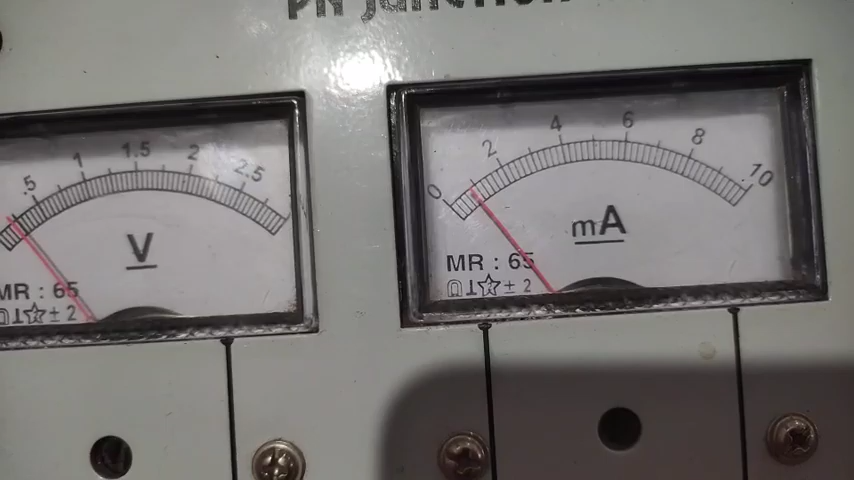 PN Junction
.5 1 1.5 2 2.5
V
MR : 65
± 2
0 2 4 6 8 10
mA
MR : 65
± 2